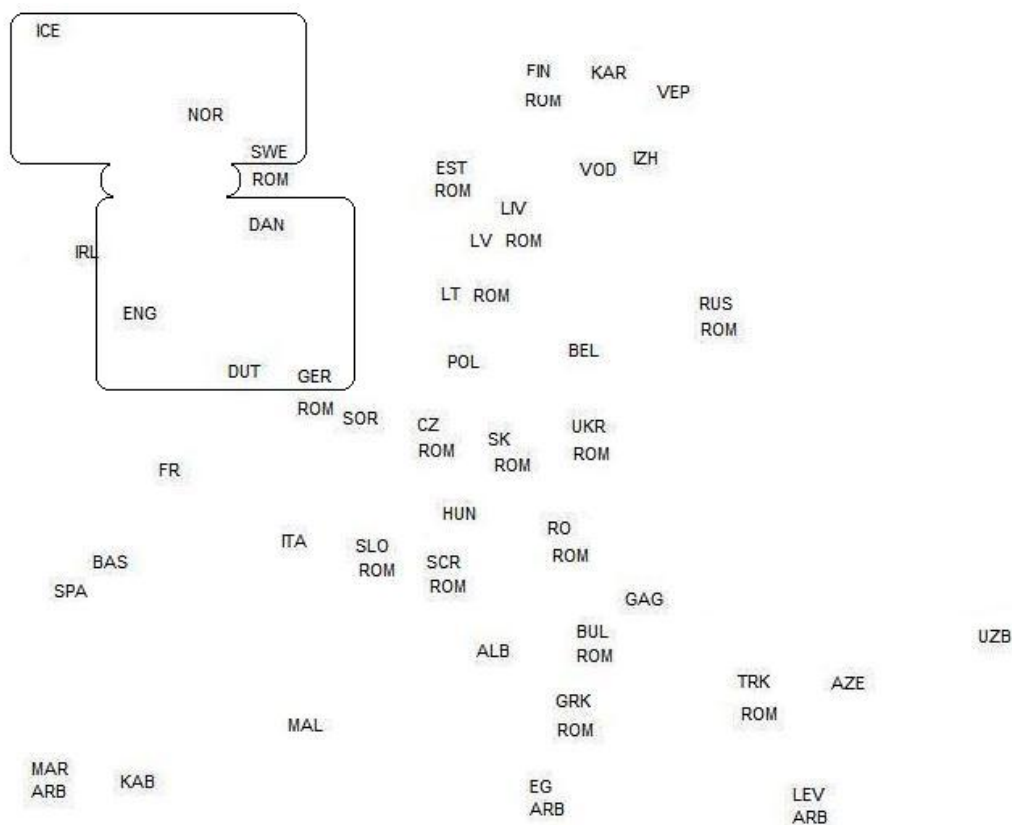 ICE
FIN KAR
VEP
ROM
NOR
SWE
IZH
EST VOD
ROM
ROM
LIV
DAN
LV ROM
IRL
LT ROM
RUS
ENG
ROM
BEL
POL
DUT GER
ROM
SOR
CZ UKR
SK
ROM ROM
ROM
FR
HUN
RO
ITA
SLO
ROM
BAS SCR
ROM
SPA ROM
GAG
BUL
UZB
ALB
ROM
TRK AZE
GRK
ROM
MAL
ROM
MAR
KAB
EG
ARB
LEV
ARB
ARB